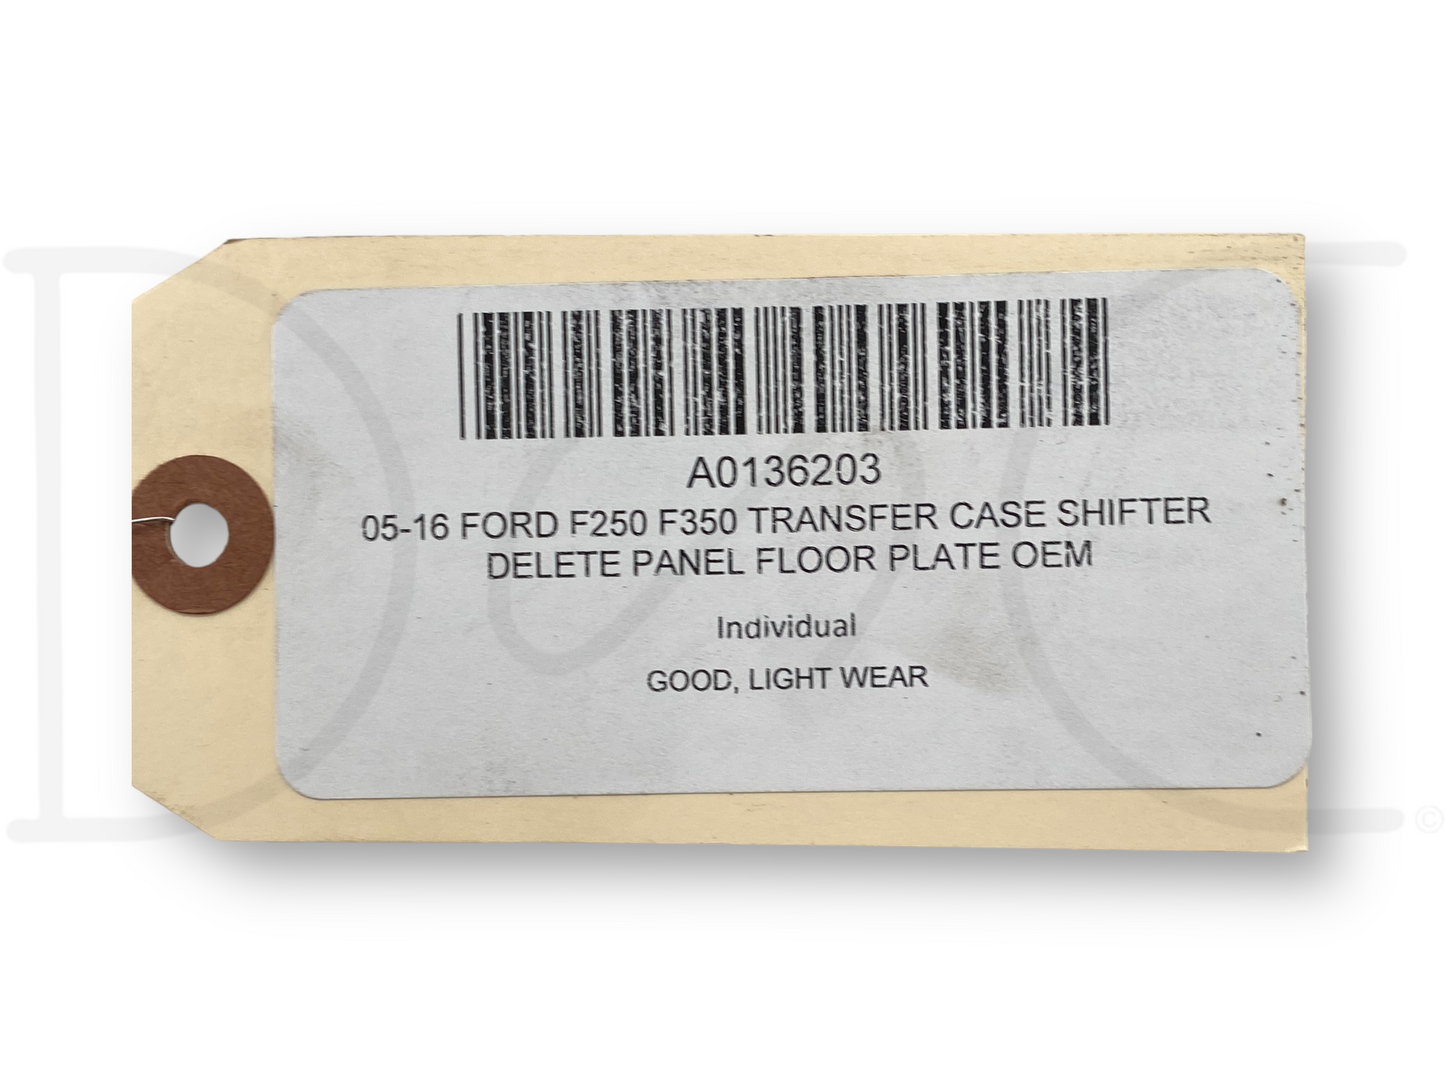 A0136203
05-16 FORD F250 F350 TRANSFER CASE SHIFTER
DELETE PANEL FLOOR PLATE OEM
Individual
GOOD, LIGHT WEAR
©